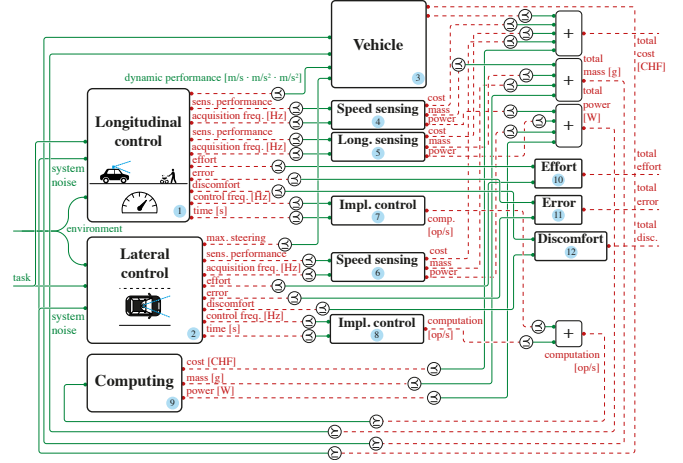 Vehicle
3
total
cost
[CHF]
dynamic performance [m/s · m/s² · m/s²]
total
mass [g]
total
power
[W]
Longitudinal
control
1
sens. performance
acquisition freq. [Hz]
sens. performance
acquisition freq. [Hz]
effort
error
discomfort
control freq. [Hz]
time [s]
Speed sensing
4
cost
mass
power
Long. sensing
5
cost
mass
power
system
noise
Effort
10
total
effort
Error
11
total
error
Discomfort
12
total
disc.
Impl. control
7
comp.
[op/s]
environment
task
Lateral
control
2
max. steering
sens. performance
acquisition freq. [Hz]
effort
error
discomfort
control freq. [Hz]
time [s]
Speed sensing
6
cost
mass
power
system
noise
Impl. control
8
computation
[op/s]
+
+
+
+
computation
[op/s]
Computing
9
cost [CHF]
mass [g]
power [W]